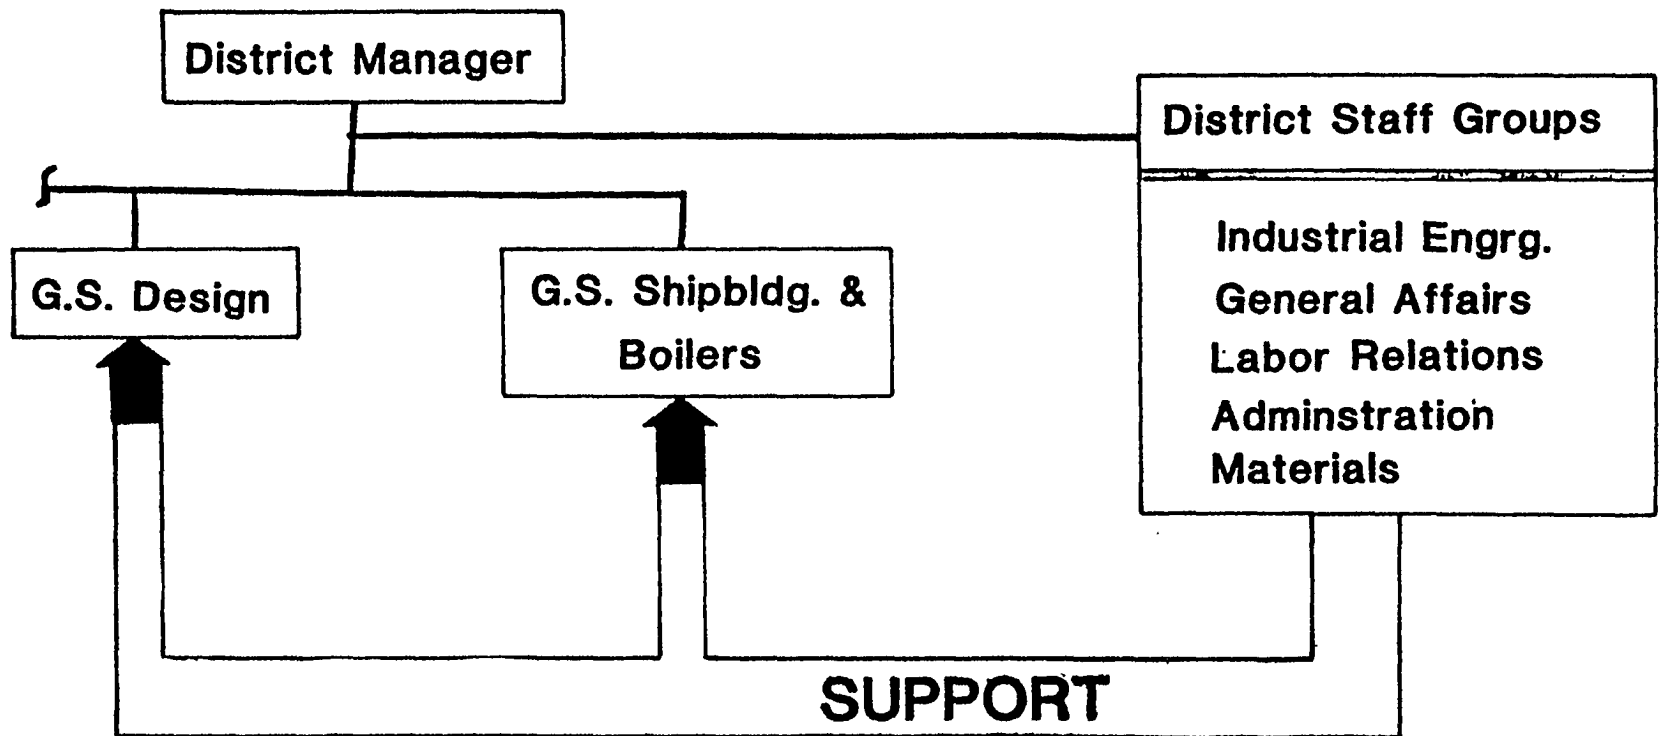 District Manager
District Staff Groups
Industrial Engrg.
General Affairs
Labor Relations
Adminstration
Materials
G.S. Design
G.S. Shipbldg. &
Boilers
SUPPORT